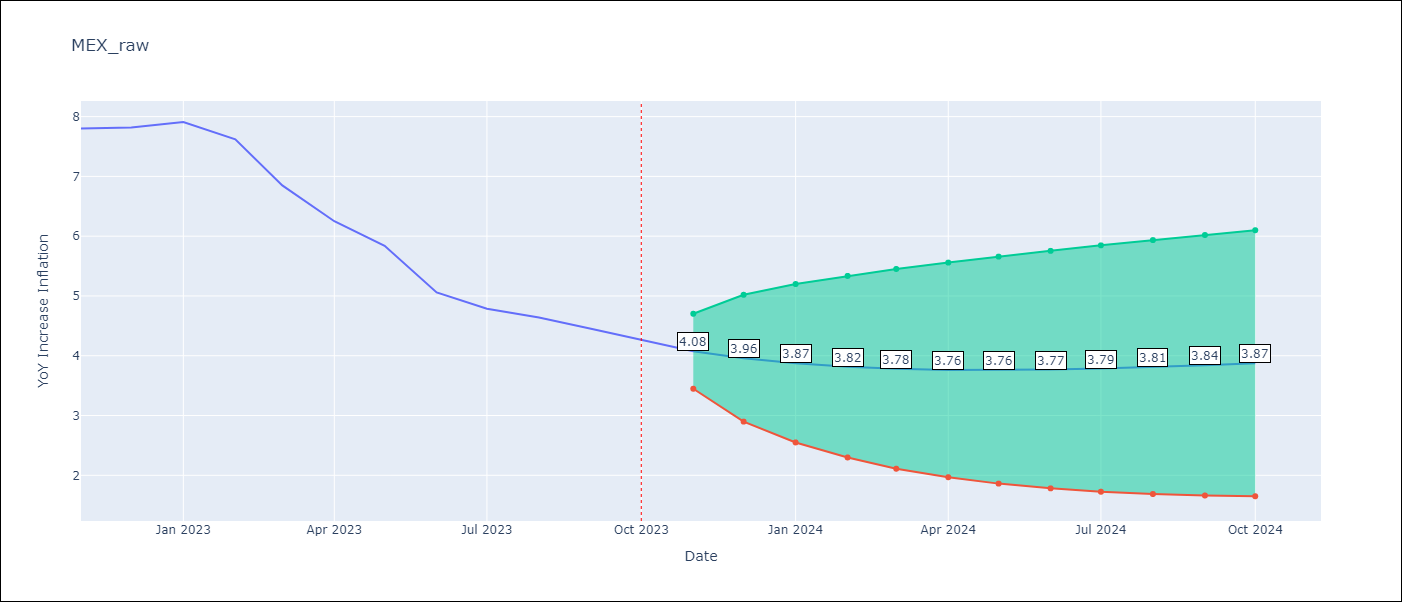 MEX_raw
YoY Increase Inflation
8
7
6
5
4
3
2
4.08
3.96
3.87
3.82
3.78
3.76
3.76
3.77
3.79
3.81
3.84
3.87
Jan 2023
Apr 2023
Jul 2023
Oct 2023
Jan 2024
Apr 2024
Jul 2024
Oct 2024
Date